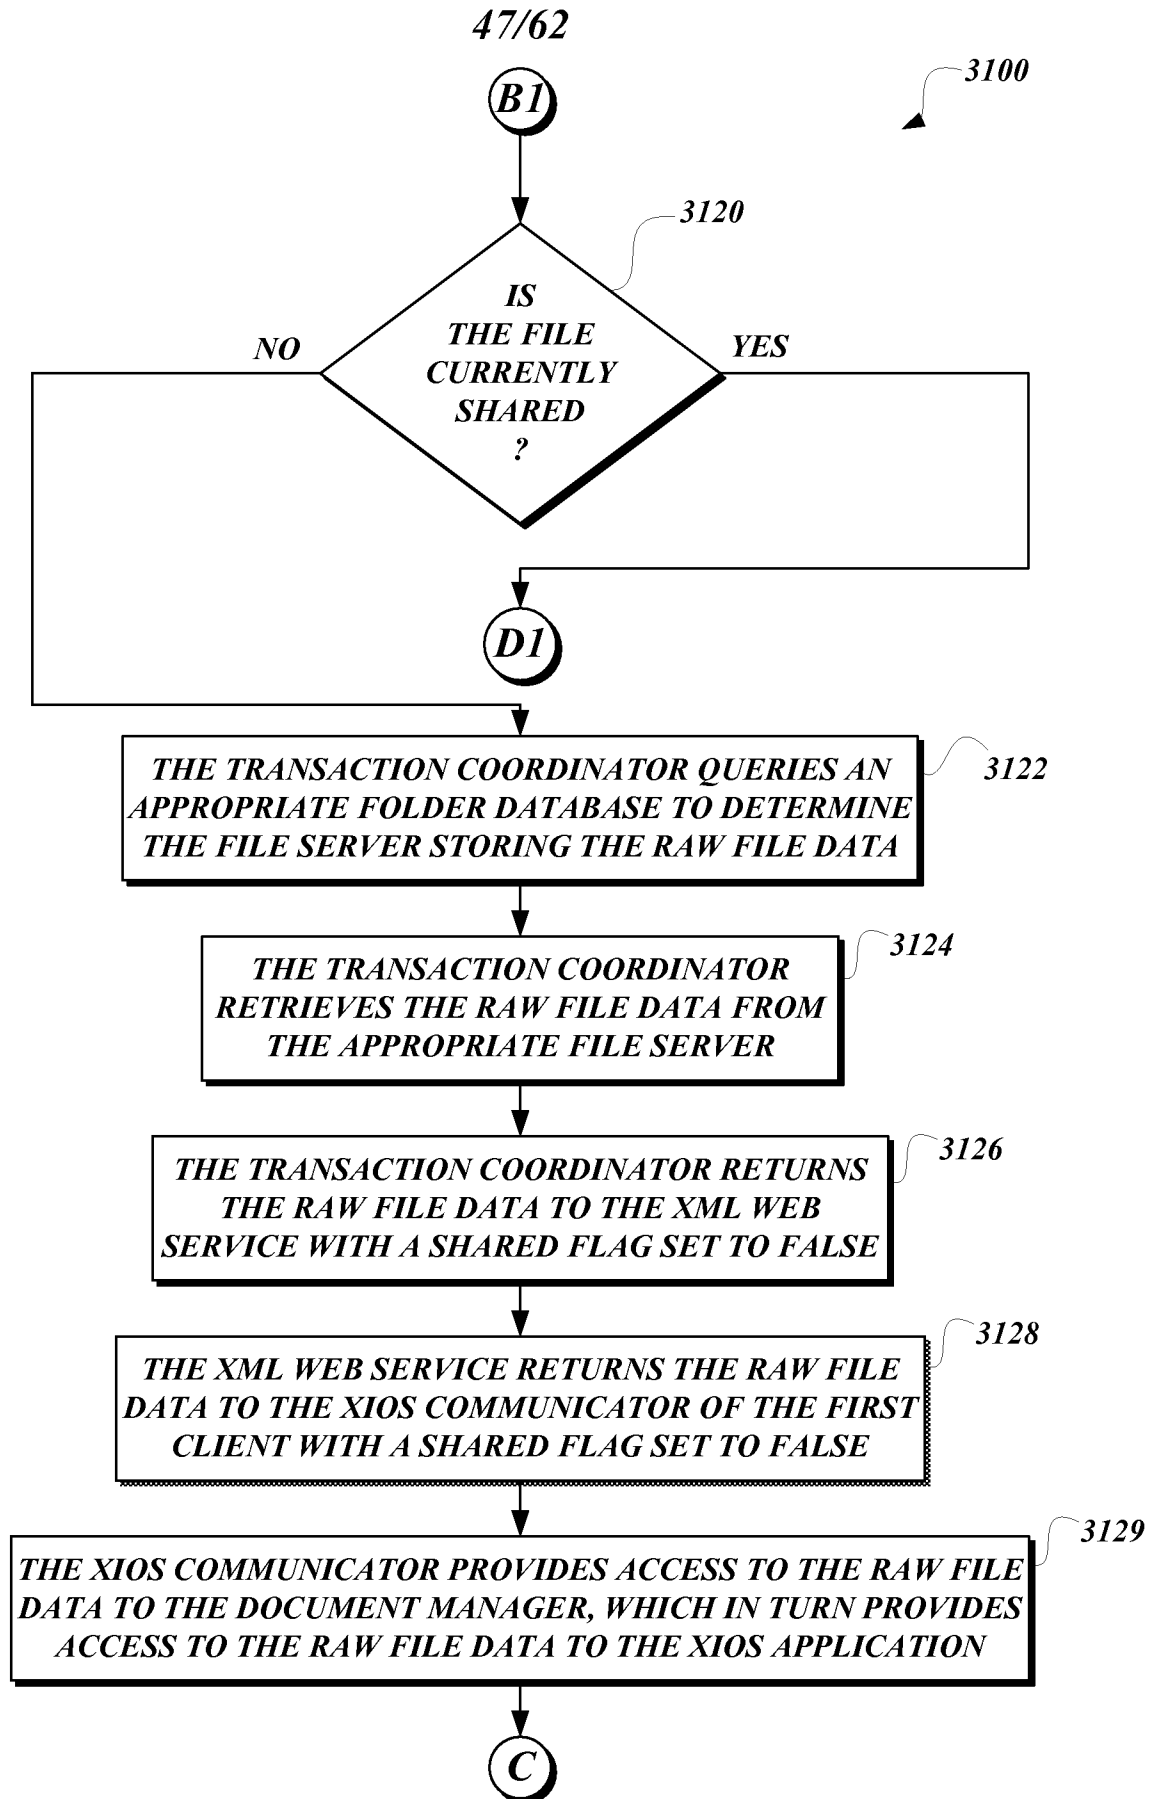 47/62
B1
3100
3120
IS
THE FILE
CURRENTLY
SHARED
?
NO
YES
D1
THE TRANSACTION COORDINATOR QUERIES AN
APPROPRIATE FOLDER DATABASE TO DETERMINE
THE FILE SERVER STORING THE RAW FILE DATA
3122
THE TRANSACTION COORDINATOR
RETRIEVES THE RAW FILE DATA FROM
THE APPROPRIATE FILE SERVER
3124
THE TRANSACTION COORDINATOR RETURNS
THE RAW FILE DATA TO THE XML WEB
SERVICE WITH A SHARED FLAG SET TO FALSE
3126
THE XML WEB SERVICE RETURNS THE RAW FILE
DATA TO THE XIOS COMMUNICATOR OF THE FIRST
CLIENT WITH A SHARED FLAG SET TO FALSE
3128
THE XIOS COMMUNICATOR PROVIDES ACCESS TO THE RAW FILE
DATA TO THE DOCUMENT MANAGER, WHICH IN TURN PROVIDES
ACCESS TO THE RAW FILE DATA TO THE XIOS APPLICATION
3129
C